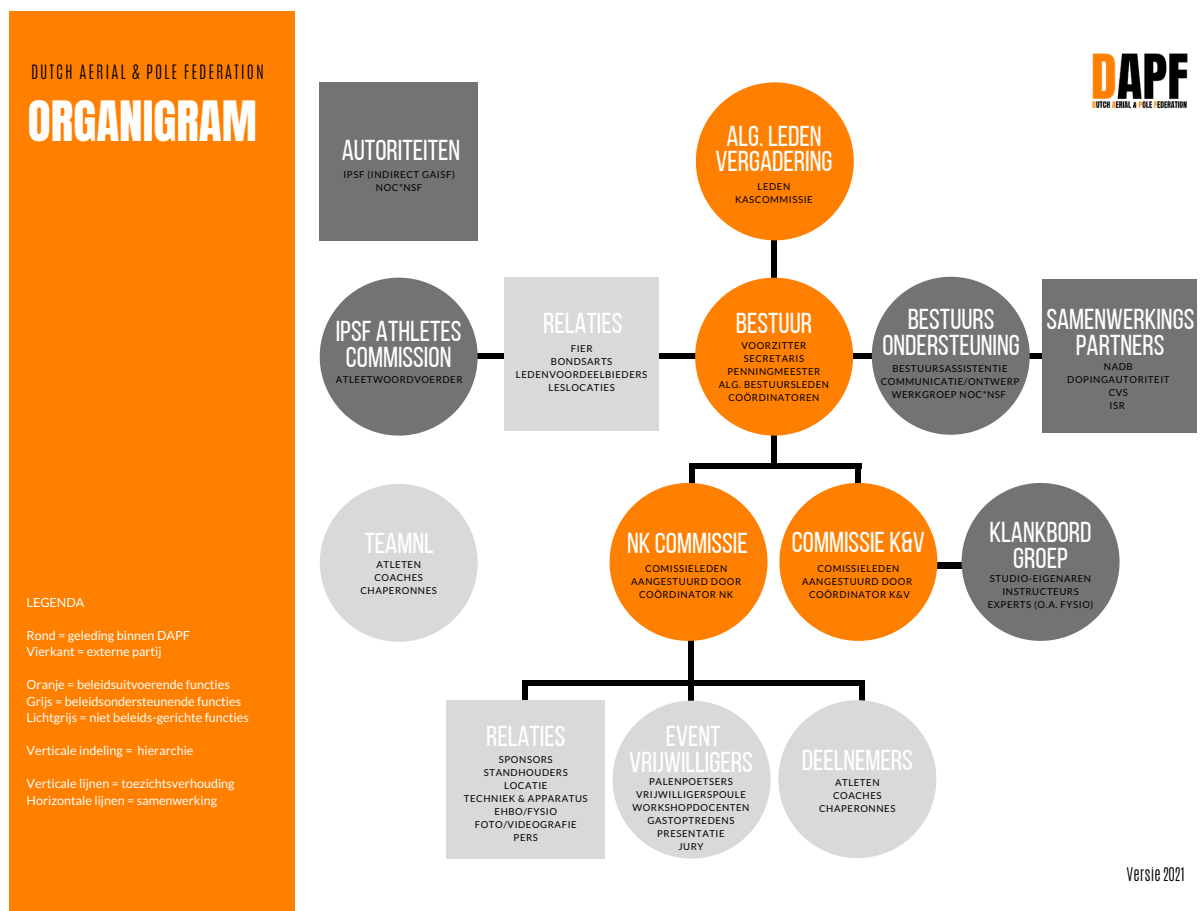 DUTCH AERIAL & POLE FEDERATION
ORGANIGRAM
DAPF
DUTCH AERIAL & POLE FEDERATION
AUTORITEITEN
IPSF (INDIRECT GAISF)
NOC*NSF
ALG. LEDEN
VERGADERING
LEDEN
KASCOMMISSIE
IPSF ATHLETES
COMMISSION
ATLEETWOORDVOERDER
RELATIES
FIER
BONDSARTS
LEDENVOORDEELBIEDERS
LESLOCATIES
BESTUUR
VOORZITTER
SECRETARIS
PENNINGMEESTER
ALG. BESTUURSLEDEN
COÖRDINATOREN
BESTUURS
ONDERSTEUNING
BESTUURSASSISTENTIE
COMMUNICATIE/ONTWERP
WERKGROEP NOC*NSF
SAMENWERKINGS
PARTNERS
NADB
DOPINGAUTORITEIT
CVS
ISR
TEAMNL
ATLETEN
COACHES
CHAPERONNES
NK COMMISSIE
COMISSIELEDEN
AANGESTUURD DOOR
COÖRDINATOR NK
COMMISSIE K&V
COMISSIELEDEN
AANGESTUURD DOOR
COÖRDINATOR K&V
KLANKBORD
GROEP
STUDIO-EIGENAREN
INSTRUCTEURS
EXPERTS (O.A. FYSIO)
RELATIES
SPONSORS
STANDHOUDERS
LOCATIE
TECHNIEK & APPARATUS
EHBO/FYSIO
FOTO/VIDEOGRAFIE
PERS
EVENT
VRIJWILLIGERS
PALENPOETSERS
VRIJWILLIGERSPOULE
WORKSHOPDOCENTEN
GASTOPTREDENS
PRESENTATIE
JURY
DEELNEMERS
ATLETEN
COACHES
CHAPERONNES
LEGENDA
Rond = geleding binnen DAPF
Vierkant = externe partij
Oranje = beleidsuitvoerende functies
Grijs = beleidsondersteunende functies
Lichtgrijs = niet beleids-gerichte functies
Verticale indeling = hierarchie
Verticale lijnen = toezichtsverhouding
Horizontale lijnen = samenwerking
Versie 2021